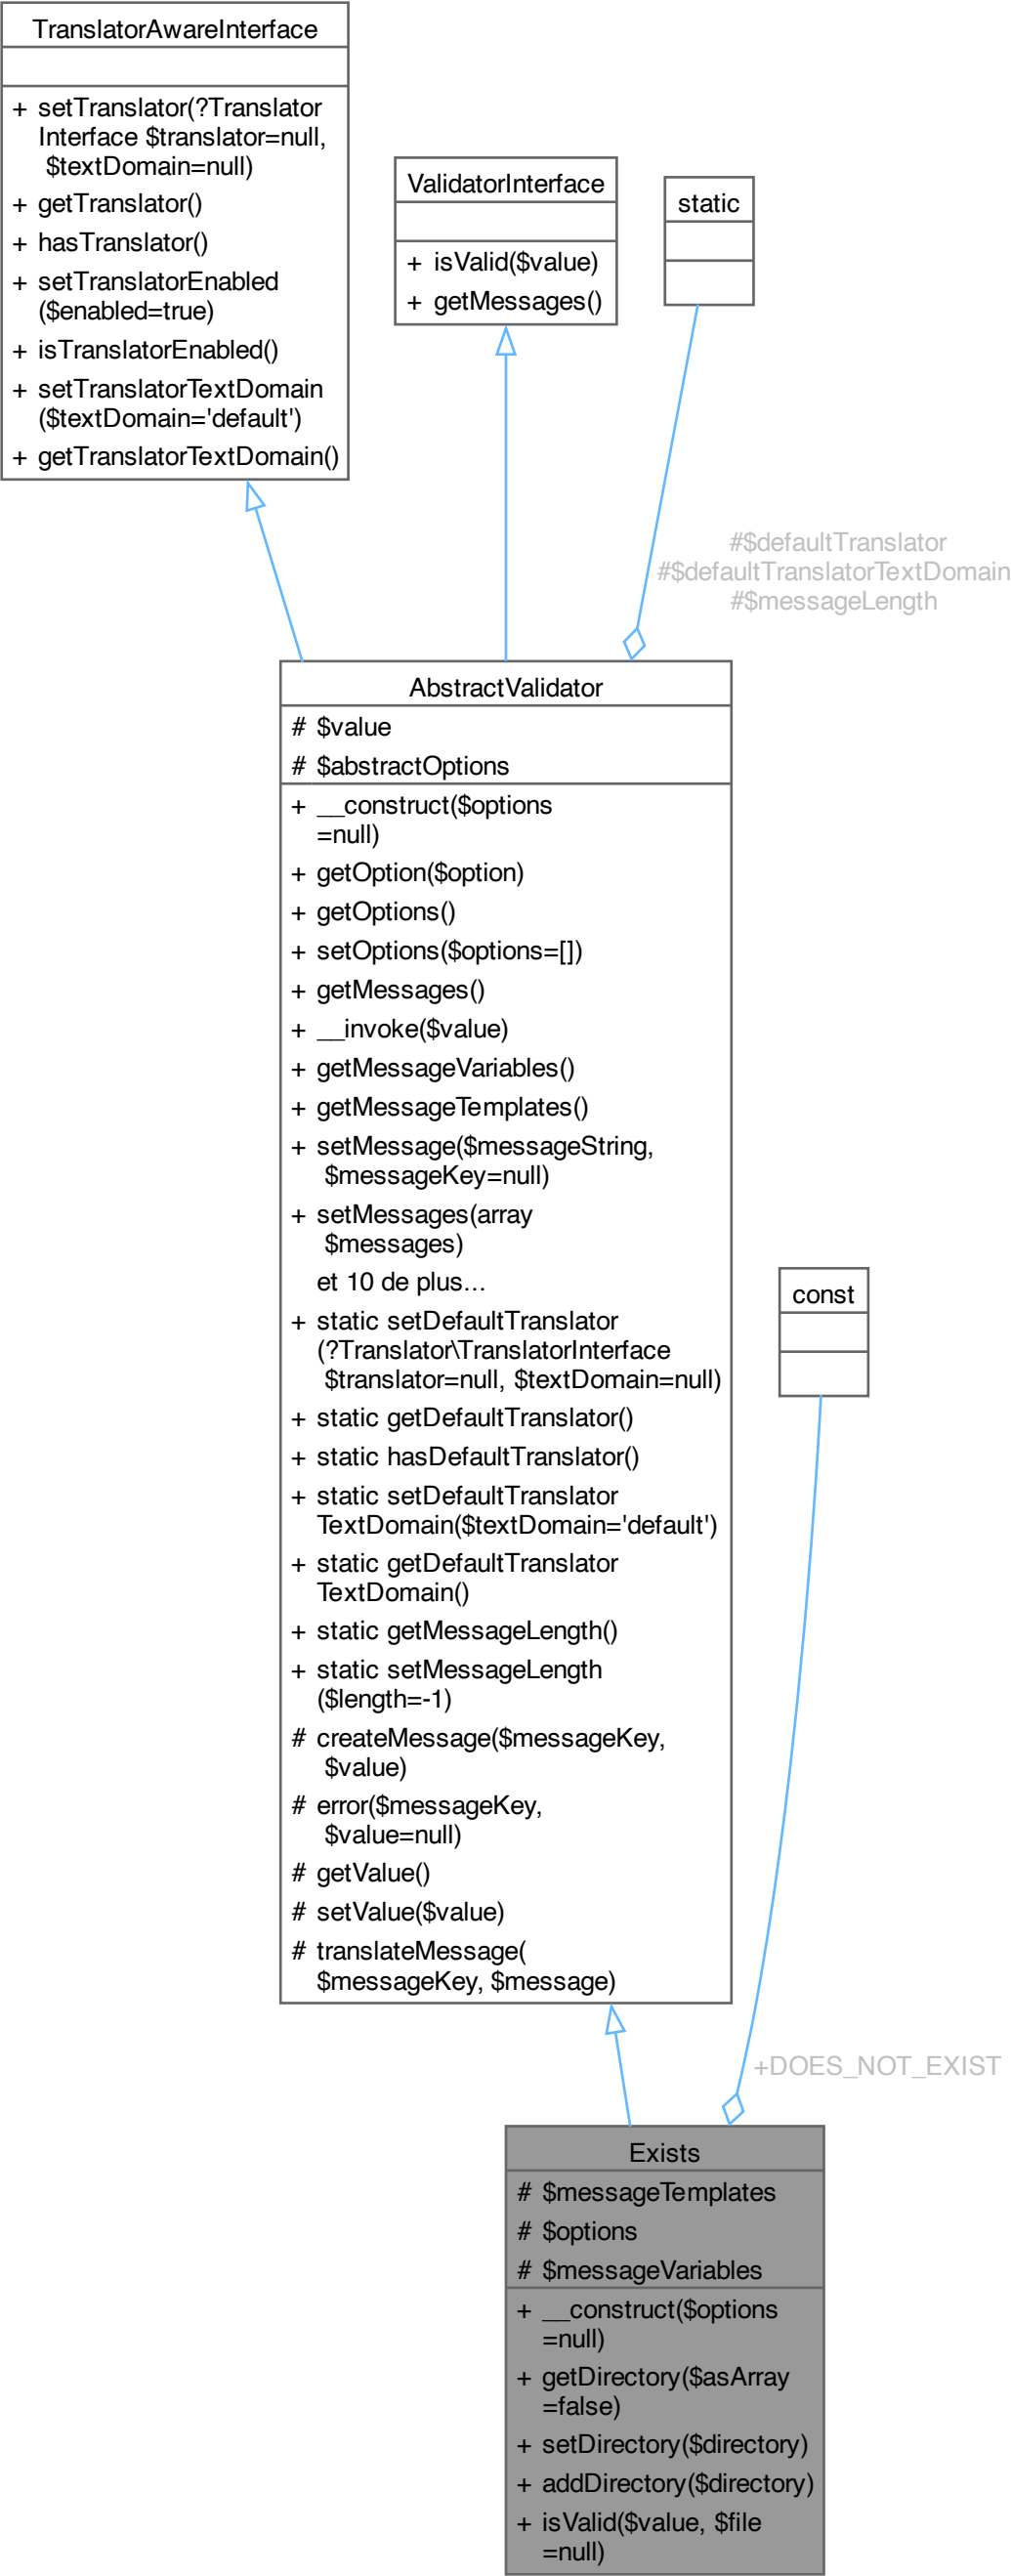 TranslatorAwareInterface
+ setTranslator(?Translator
Interface $translator=null,
$textDomain=null)
+ getTranslator()
+ hasTranslator()
+ setTranslatorEnabled
($enabled=true)
+ isTranslatorEnabled()
+ setTranslatorTextDomain
($textDomain='default')
+ getTranslatorTextDomain()
ValidatorInterface
+ isValid($value)
+ getMessages()
static
#$defaultTranslator
#$defaultTranslatorTextDomain
#$messageLength
AbstractValidator
# $value
# $abstractOptions
+ __construct($options
=null)
+ getOption($option)
+ getOptions()
+ setOptions($options=[])
+ getMessages()
+ __invoke($value)
+ getMessageVariables()
+ getMessageTemplates()
+ setMessage($messageString,
$messageKey=null)
+ setMessages(array
$messages)
et 10 de plus...
+ static setDefaultTranslator
(?Translator\TranslatorInterface
$translator=null, $textDomain=null)
+ static getDefaultTranslator()
+ static hasDefaultTranslator()
+ static setDefaultTranslator
TextDomain($textDomain='default')
+ static getDefaultTranslator
TextDomain()
+ static getMessageLength()
+ static setMessageLength
($length=-1)
# createMessage($messageKey,
$value)
# error($messageKey,
$value=null)
# getValue()
# setValue($value)
# translateMessage(
$messageKey, $message)
const
+DOES_NOT_EXIST
Exists
# $messageTemplates
# $options
# $messageVariables
+ __construct($options
=null)
+ getDirectory($asArray
=false)
+ setDirectory($directory)
+ addDirectory($directory)
+ isValid($value, $file
=null)